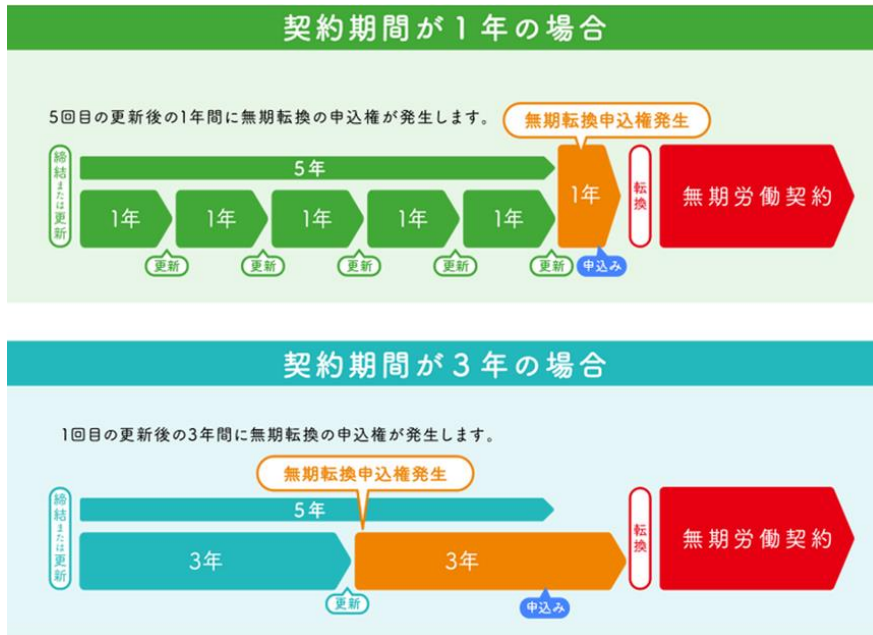 契約期間が1年の場合
5回目の更新後の1年間に無期転換の申込権が発生します。
無期転換申込権発生
締結または更新
5年
1年
1年
1年
1年
1年
1年
転換
無期労働契約
更新
更新
更新
更新
更新
申込み
契約期間が3年の場合
1回目の更新後の3年間に無期転換の申込権が発生します。
無期転換申込権発生
締結または更新
5年
3年
3年
転換
無期労働契約
更新
申込み